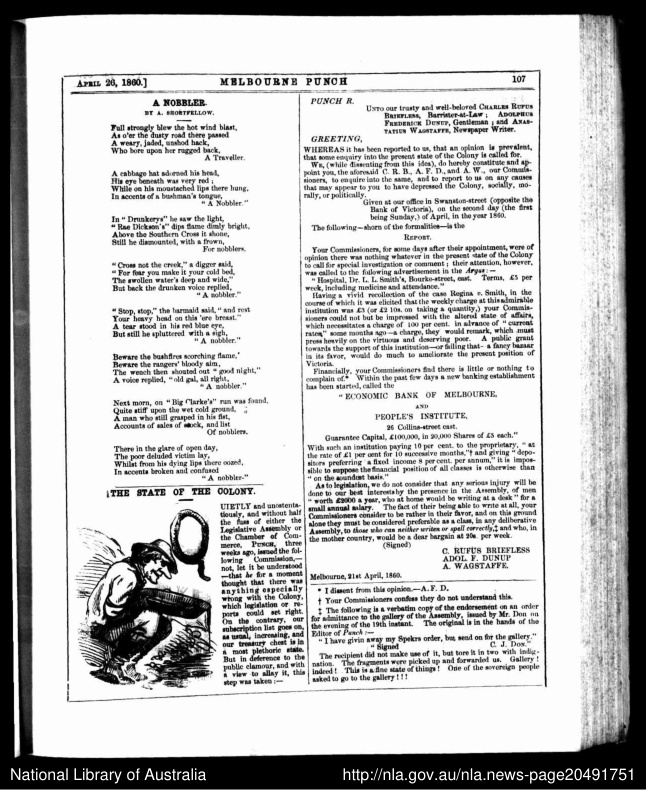 APRIL 26, 1860.]
MELBOURNE PUNCH
107
A NOBBLER.
BY A. SHORTFELLOW.
Full strongly blew the hot wind blast,
As o'er the dusty road there passed
A weary, jaded, unshod hack,
Who bore upon her rugged back,
A Traveller.
A cabbage hat adorned his head,
His eye beneath was very red;
While on his moustached lips there hung,
In accents of a bushman's tongue,
"A Nobbler."
In "Drunkerys" he saw the light,
"Rae Dickson's" dips flame dimly bright,
Above the Southern Cross it shone,
Still he dismounted, with a frown,
For nobblers.
"Cross not the creek," a digger said,
"For fear you make it your cold bed,
The swollen water's deep and wide,"
But back the drunken voice replied,
"A nobbler."
"Stop, stop," the barmaid said, "and rest
Your heavy head on this 'ere breast."
A tear stood in his red blue eye,
But still he spluttered with a sigh,
"A nobbler."
Beware the bushfires scorching flame,
Beware the rangers' bloody aim,
The wench then shouted out "good night,"
A voice replied, "old gal, all right,
"A nobbler."
Next morn, on "Big Clarke's" run was found,
Quite stiff upon the wet cold ground,
A man who still grasped in his fist,
Accounts of sales of stock, and list
Of nobblers.
There in the glare of open day,
The poor deluded victim lay,
Whilst from his dying lips there oozed,
In accents broken and confused
"A nobbler-"
THE STATE OF THE COLONY.
QUIETLY and unostenta-
tiously, and without half
the fuss of either the
Legislative Assembly or
the Chamber of Com-
merce, PUNCH, three
weeks ago, issued the fol-
lowing Commission,—
not, let it be understood
—that he for a moment
thought that there was
anything especially
wrong with the Colony,
which legislation or re-
ports could set right.
On the contrary, our
subscription list goes on,
as usual, increasing, and
our treasury chest is in
a most plethoric state.
But in deference to the
public clamour, and with
a view to allay it, this
step was taken:—
PUNCH R.
UNTO our trusty and well-beloved CHARLES RUFUS
BRIEFLESS, Barrister-at-Law; ADOLPHUS
FREDERICK DUNUP, Gentleman; and ANAS-
TATIUS WAGSTAFFE, Newspaper Writer.
GREETING,
WHEREAS it has been reported to us, that an opinion is prevalent,
that some enquiry into the present state of the Colony is called for.
WE, (while dissenting from this idea), do hereby constitute and ap-
point you, the aforesaid C. R. B., A. F. D., and A. W., our Commis-
sioners, to enquire into the same, and to report to us on any causes
that may appear to you to have depressed the Colony, socially, mo-
rally, or politically.
Given at our office in Swanston-street (opposite the
Bank of Victoria), on the second day (the first
being Sunday,) of April, in the year 1860.
The following—shorn of the formalities—is the
REPORT.
Your Commissioners, for some days after their appointment, were of
opinion there was nothing whatever in the present state of the Colony
to call for special investigation or comment; their attention, however,
was called to the following advertisement in the Argus:—
"Hospital, Dr. L. L. Smith's, Bourke-street, east. Terms, £5 per
week, including medicine and attendance."
Having a vivid recollection of the case Regina v. Smith, in the
course of which it was elicited that the weekly charge at this admirable
institution was £3 (or £2 10s. on taking a quantity,) your Commis-
sioners could not but be impressed with the altered state of affairs,
which necessitates a charge of 100 per cent. in advance of "current
rates," some months ago—a charge, they would remark, which must
press heavily on the virtuous and deserving poor. A public grant
towards the support of this institution—or failing that—a fancy bazaar
in its favor, would do much to ameliorate the present position of
Victoria.
Financially, your Commissioners find there is little or nothing to
complain of.* Within the past few days a new banking establishment
has been started, called the
"ECONOMIC BANK OF MELBOURNE,
AND
PEOPLE'S INSTITUTE,
26 Collins-street east.
Guarantee Capital, £100,000, in 20,000 Shares of £5 each."
With such an institution paying 10 per cent. to the proprietary, "at
the rate of £1 per cent for 10 successive months,"† and giving "depo-
sitors preferring a fixed income 8 per cent. per annum," it is impos-
sible to suppose the financial position of all classes is otherwise than
"on the soundest basis."
As to legislation, we do not consider that any serious injury will be
done to our best interests by the presence in the Assembly, of men
"worth £2000 a year, who at home would be writing at a desk" for a
small annual salary. The fact of their being able to write at all, your
Commissioners consider to be rather in their favor, and on this ground
alone they must be considered preferable as a class, in any deliberative
Assembly, to those who can neither write or spell correctly,‡ and who, in
the mother country, would be a dear bargain at 20s. per week.
(Signed)
C. RUFUS BRIEFLESS
ADOL. F. DUNUP
A. WAGSTAFFE.
Melbourne, 21st April, 1860.
* I dissent from this opinion.—A. F. D.
† Your Commissioners confess they do not understand this.
‡ The following is a verbatim copy of the endorsement on an order
for admittance to the gallery of the Assembly, issued by Mr. Don on
the evening of the 19th instant. The original is in the hands of the
Editor of Punch:—
"I have givin away my Spekrs order, but send on for the gallery."
"Signed C. J. DON."
The recipient did not make use of it, but tore it in two with indig-
nation. The fragments were picked up and forwarded us. Gallery!
indeed! This is a fine state of things! One of the sovereign people
asked to go to the gallery!!!
National Library of Australia
http://nla.gov.au/nla.news-page20491751